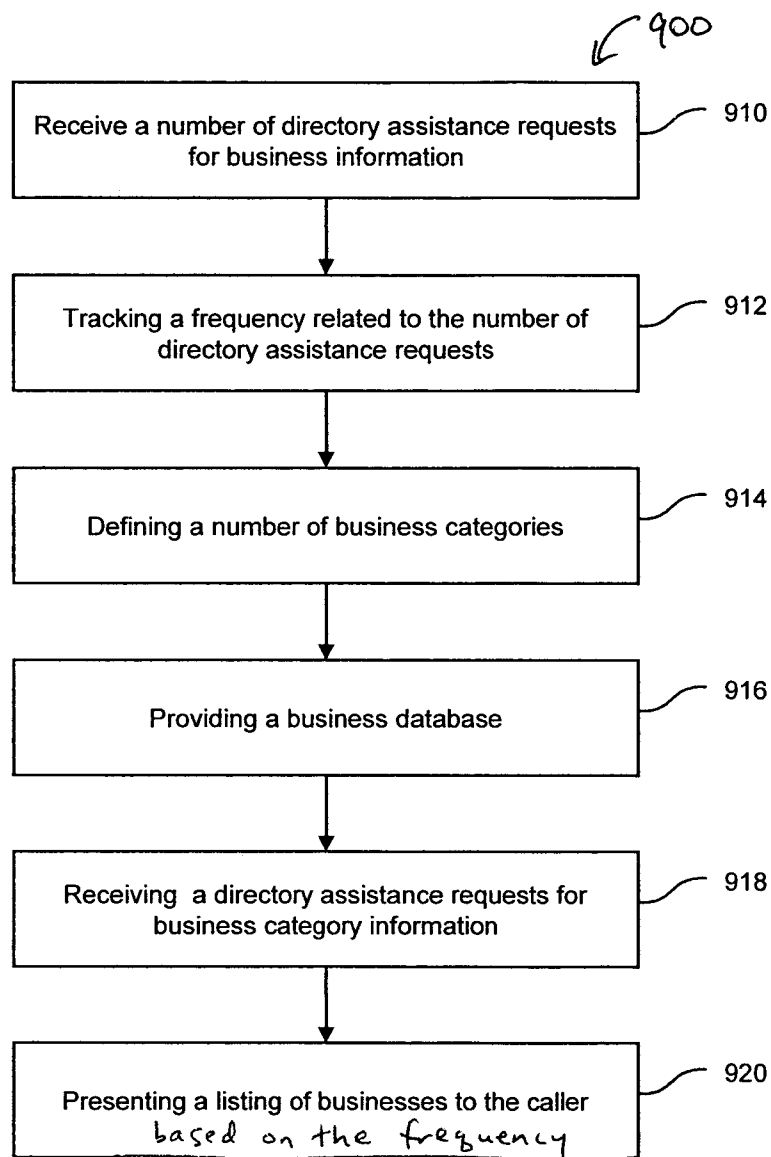 900
Receive a number of directory assistance requests
for business information
910
Tracking a frequency related to the number of
directory assistance requests
912
Defining a number of business categories
914
Providing a business database
916
Receiving a directory assistance requests for
business category information
918
Presenting a listing of businesses to the caller
based on the frequency
920